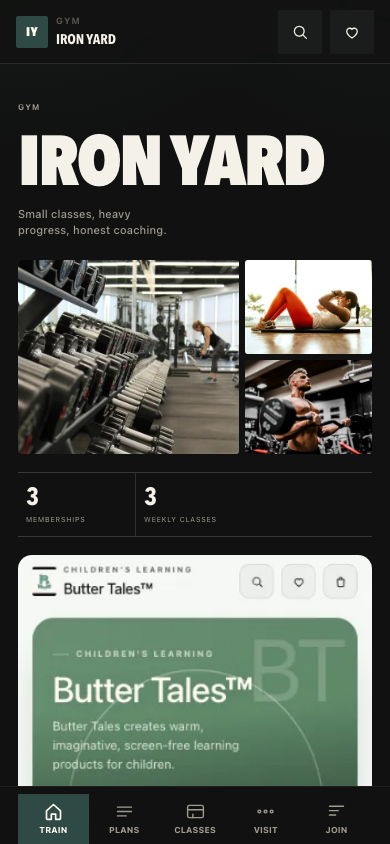 IY
GYM
IRON YARD
GYM
IRON YARD
Small classes, heavy
progress, honest coaching.
3
MEMBERSHIPS
3
WEEKLY CLASSES
CHILDREN'S LEARNING
Butter Tales™
BT
CHILDREN'S LEARNING
Butter Tales™
Butter Tales creates warm,
imaginative, screen-free learning
products for children.
TRAIN
PLANS
CLASSES
VISIT
JOIN